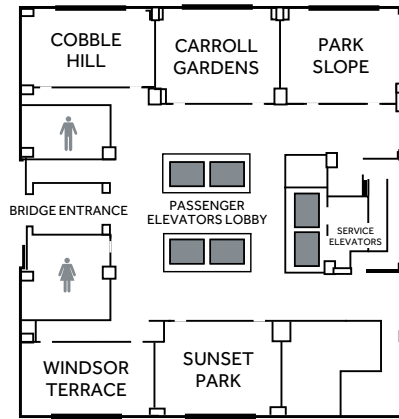 COBBLE
HILL
CARROLL
GARDENS
PARK
SLOPE
BRIDGE ENTRANCE
PASSENGER
ELEVATORS LOBBY
SERVICE
ELEVATORS
WINDSOR
TERRACE
SUNSET
PARK